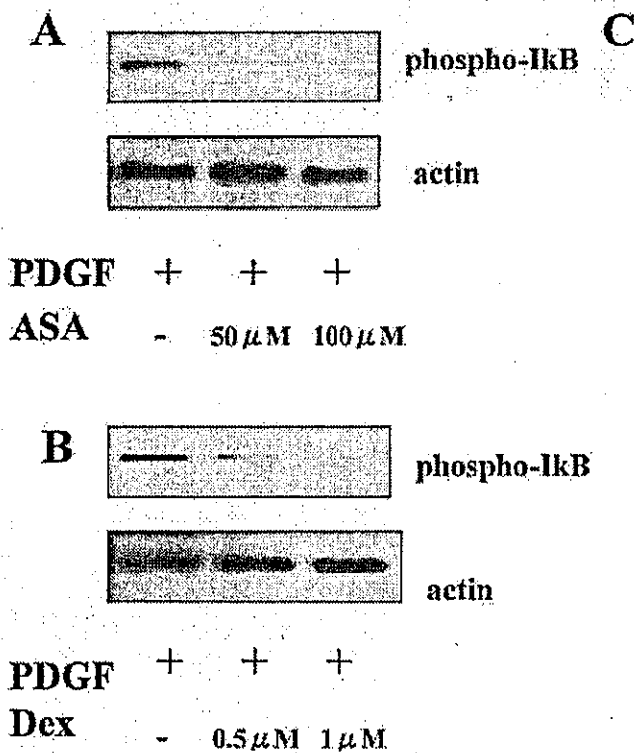 A
C
phospho-IkB
actin
PDGF + + +
ASA - 50μM 100μM
B
phospho-IkB
actin
PDGF + + +
Dex - 0.5μM 1μM